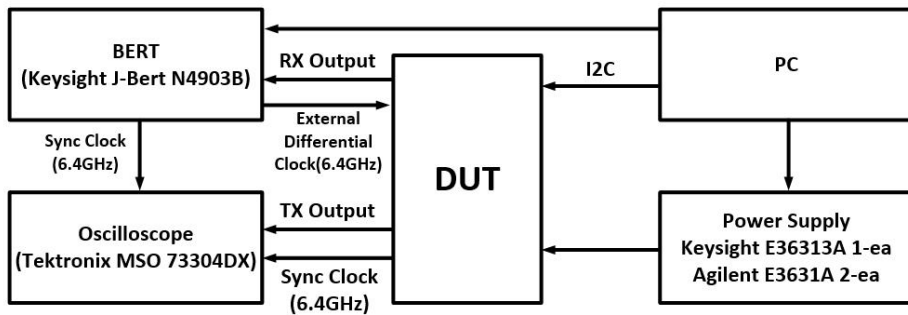 BERT
(Keysight J-Bert N4903B)
RX Output
I2C
PC
External
Differential
Clock(6.4GHz)
Sync Clock
(6.4GHz)
DUT
TX Output
Oscilloscope
(Tektronix MSO 73304DX)
Sync Clock
(6.4GHz)
Power Supply
Keysight E36313A 1-ea
Agilent E3631A 2-ea